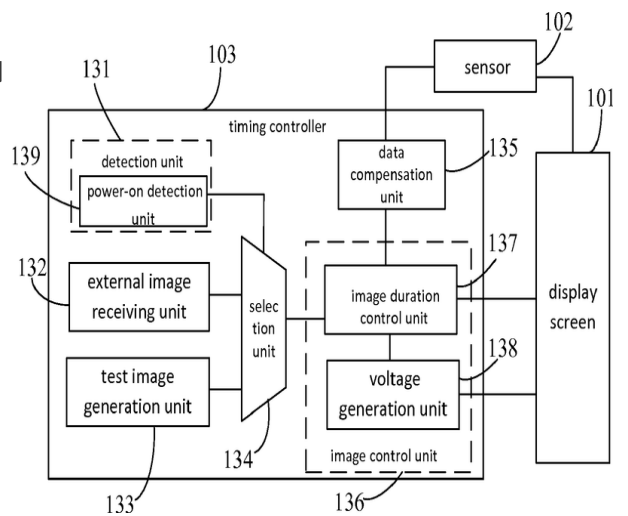 102
sensor
103
131
101
timing controller
135
detection unit
data
compensation
unit
139
power-on detection
unit
137
132
external image
receiving unit
selec
tion
unit
image duration
control unit
display
screen
138
test image
generation unit
voltage
generation unit
134
image control unit
133
136